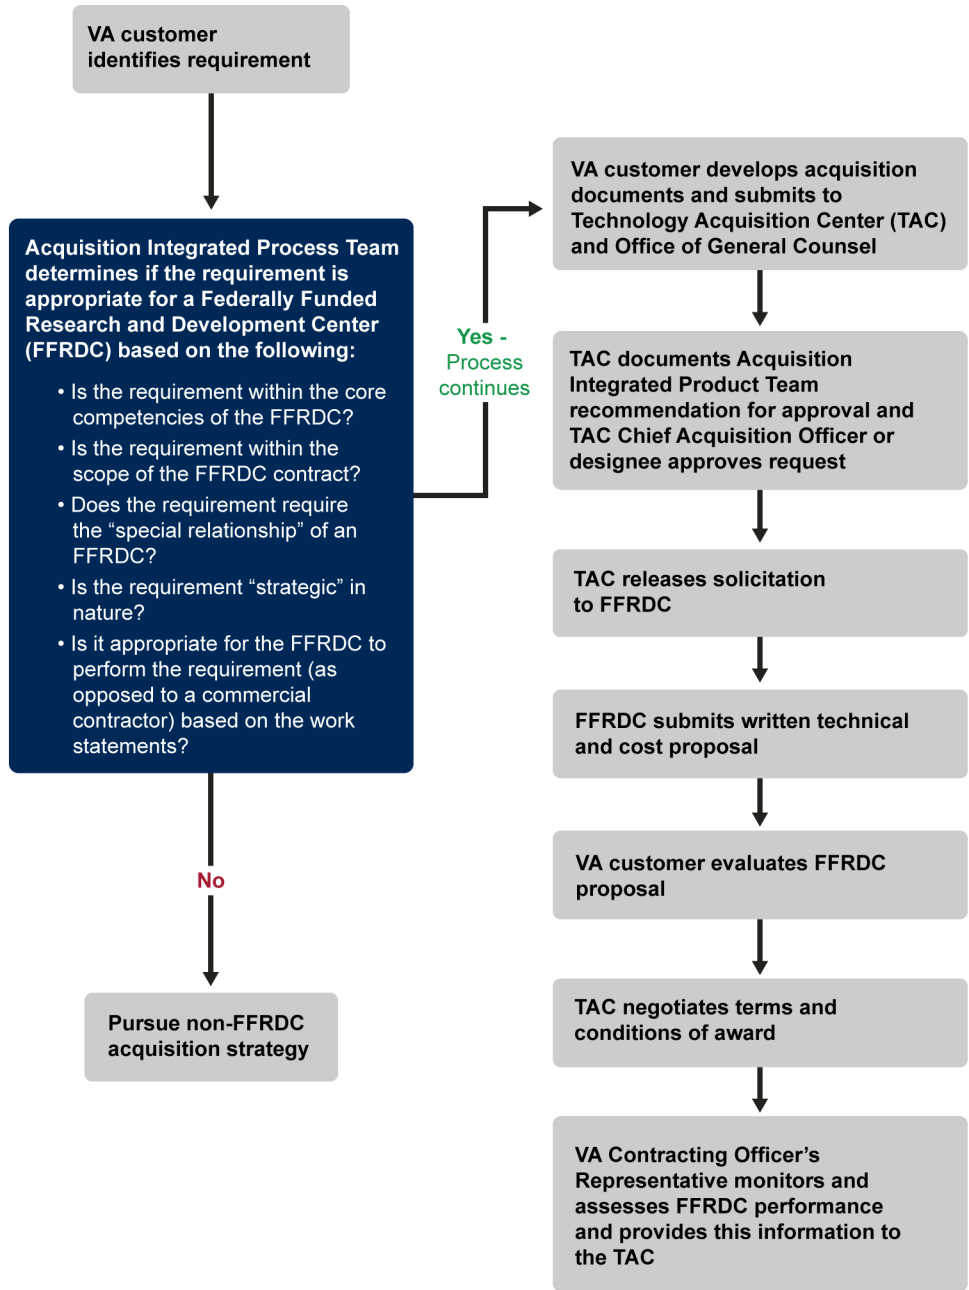 VA customer
identifies requirement
Acquisition Integrated Process Team
determines if the requirement is
appropriate for a Federally Funded
Research and Development Center
(FFRDC) based on the following:
• Is the requirement within the core
competencies of the FFRDC?
• Is the requirement within the
scope of the FFRDC contract?
• Does the requirement require
the “special relationship” of an
FFRDC?
• Is the requirement “strategic” in
nature?
• Is it appropriate for the FFRDC to
perform the requirement (as
opposed to a commercial
contractor) based on the work
statements?
No
Pursue non-FFRDC
acquisition strategy
Yes -
Process
continues
VA customer develops acquisition
documents and submits to
Technology Acquisition Center (TAC)
and Office of General Counsel
TAC documents Acquisition
Integrated Product Team
recommendation for approval and
TAC Chief Acquisition Officer or
designee approves request
TAC releases solicitation
to FFRDC
FFRDC submits written technical
and cost proposal
VA customer evaluates FFRDC
proposal
TAC negotiates terms and
conditions of award
VA Contracting Officer’s
Representative monitors and
assesses FFRDC performance
and provides this information to
the TAC